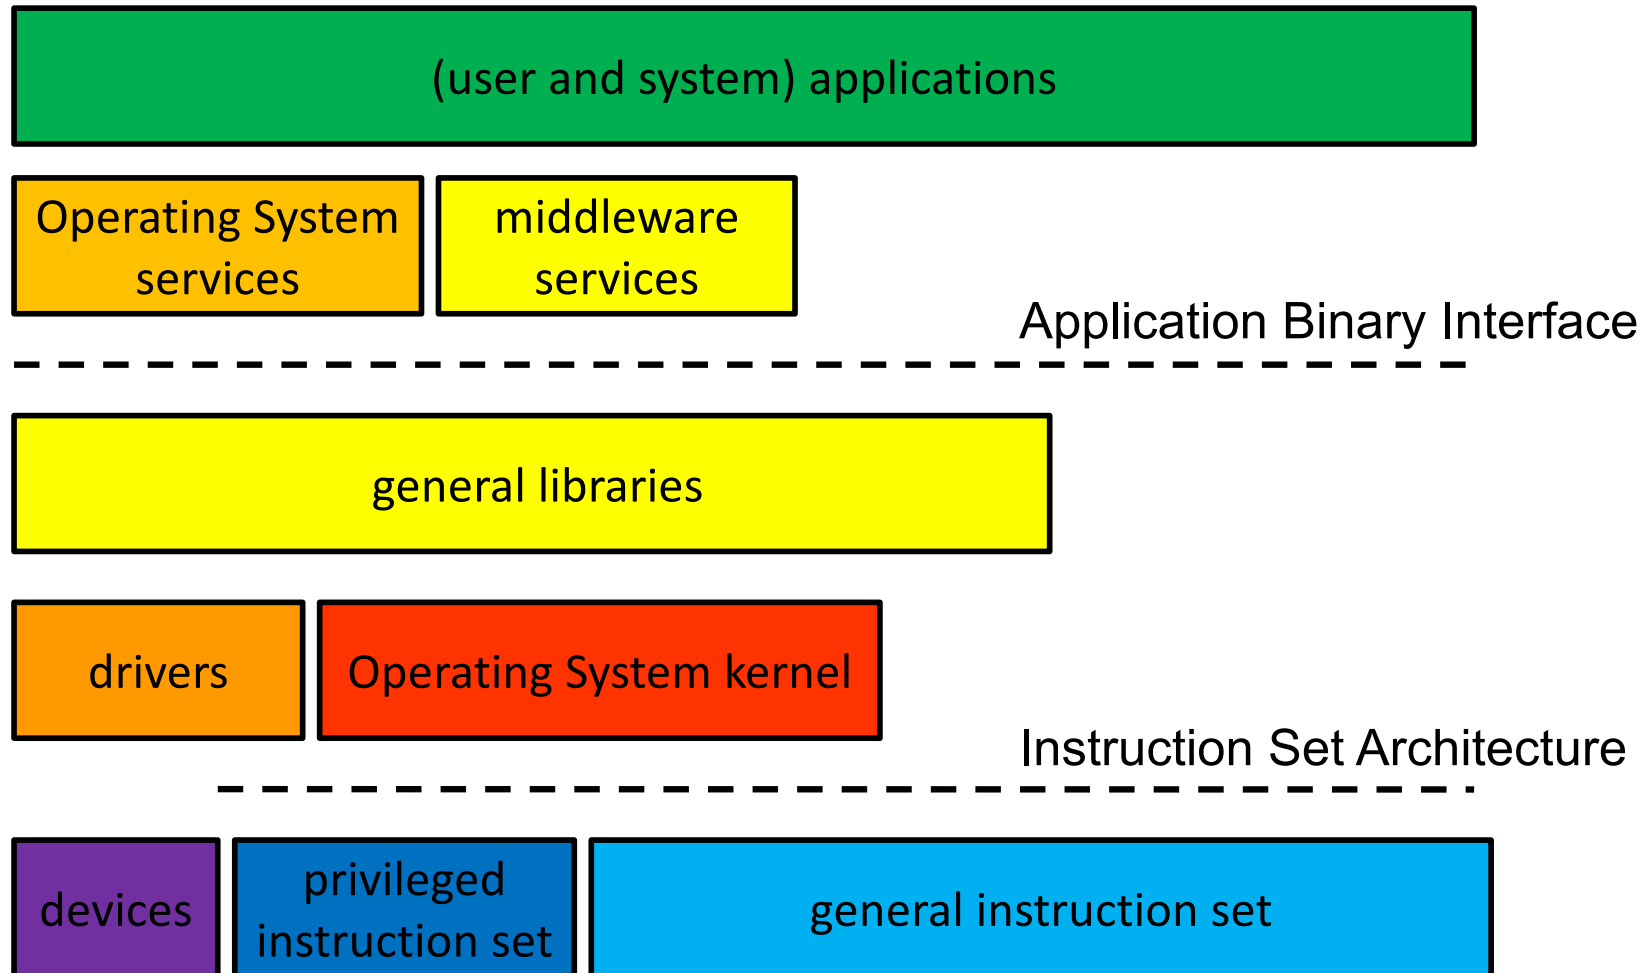 (user and system) applications
Operating System
services
middleware
services
Application Binary Interface
general libraries
drivers
Operating System kernel
Instruction Set Architecture
devices
privileged
instruction set
general instruction set